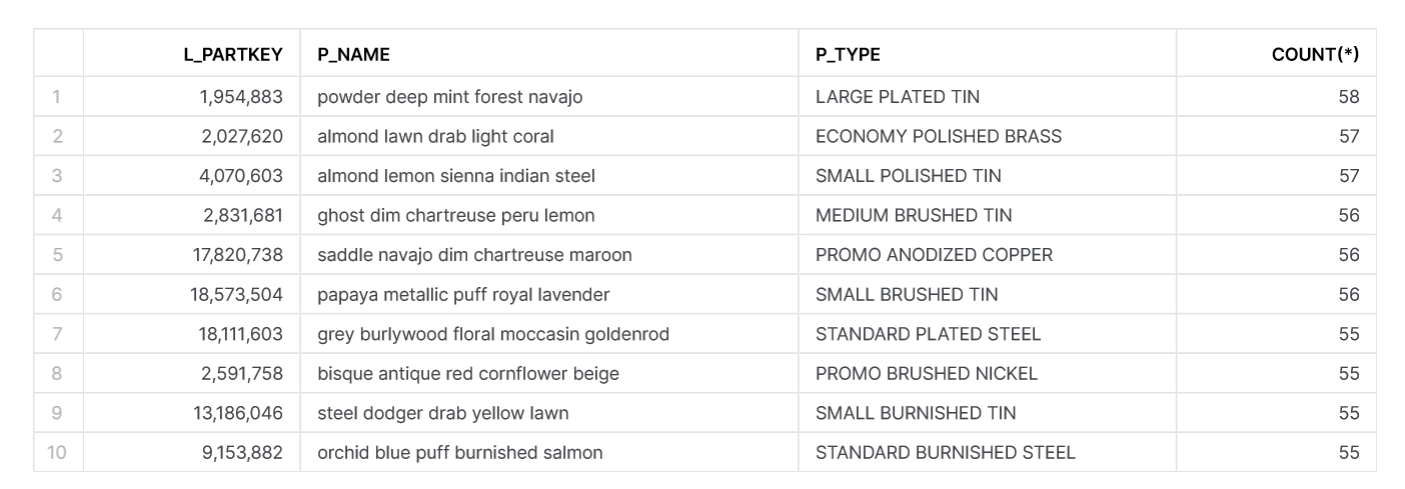 L_PARTKEY P_NAME P_TYPE COUNT(*)
1 1,954,883 powder deep mint forest navajo LARGE PLATED TIN 58
2 2,027,620 almond lawn drab light coral ECONOMY POLISHED BRASS 57
3 4,070,603 almond lemon sienna indian steel SMALL POLISHED TIN 57
4 2,831,681 ghost dim chartreuse peru lemon MEDIUM BRUSHED TIN 56
5 17,820,738 saddle navajo dim chartreuse maroon PROMO ANODIZED COPPER 56
6 18,573,504 papaya metallic puff royal lavender SMALL BRUSHED TIN 56
7 18,111,603 grey burlywood floral moccasin goldenrod STANDARD PLATED STEEL 55
8 2,591,758 bisque antique red cornflower beige PROMO BRUSHED NICKEL 55
9 13,186,046 steel dodger drab yellow lawn SMALL BURNISHED TIN 55
10 9,153,882 orchid blue puff burnished salmon STANDARD BURNISHED STEEL 55